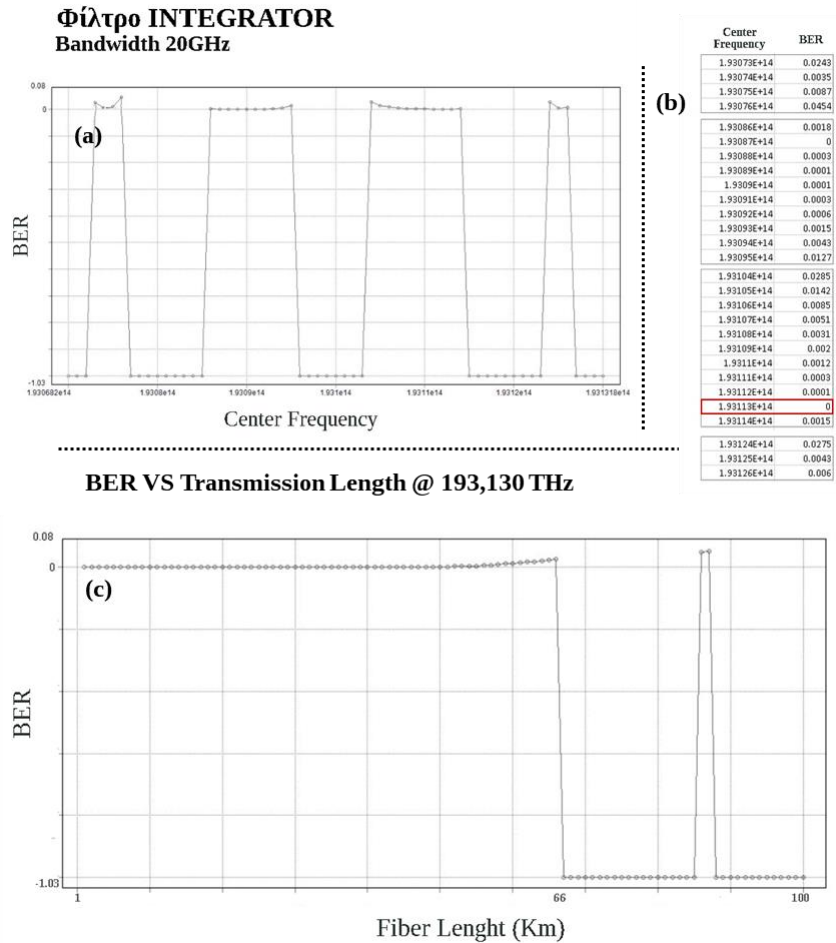 Φίλτρο INTEGRATOR
Bandwidth 20GHz
(a)
0.08
0
-1.03
BER
1.930682e14
1.9308e14
1.9309e14
1.931e14
1.9311e14
1.9312e14
1.931318e14
Center Frequency
(b)
Center Frequency BER
1.93073E+14 0.0243
1.93074E+14 0.0035
1.93075E+14 0.0087
1.93076E+14 0.0454
1.93086E+14 0.0018
1.93087E+14 0
1.93088E+14 0.0003
1.93089E+14 0.0001
1.9309E+14 0.0001
1.93091E+14 0.0003
1.93092E+14 0.0006
1.93093E+14 0.0015
1.93094E+14 0.0043
1.93095E+14 0.0127
1.93104E+14 0.0285
1.93105E+14 0.0142
1.93106E+14 0.0085
1.93107E+14 0.0051
1.93108E+14 0.0031
1.93109E+14 0.002
1.9311E+14 0.0012
1.93111E+14 0.0003
1.93112E+14 0.0001
1.93113E+14 0
1.93114E+14 0.0015
1.93124E+14 0.0275
1.93125E+14 0.0043
1.93126E+14 0.006
BER VS Transmission Length @ 193,130 THz
0.08
0
(c)
BER
-1.03
1
66
100
Fiber Lenght (Km)